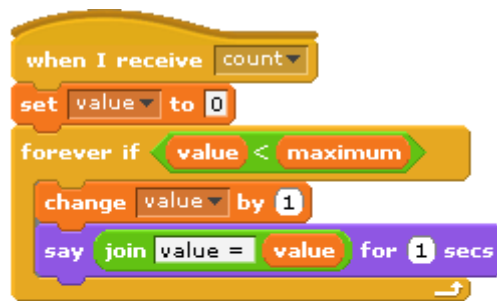 when I receive count
set value to 0
forever if value < maximum
change value by 1
say join value = value for 1 secs